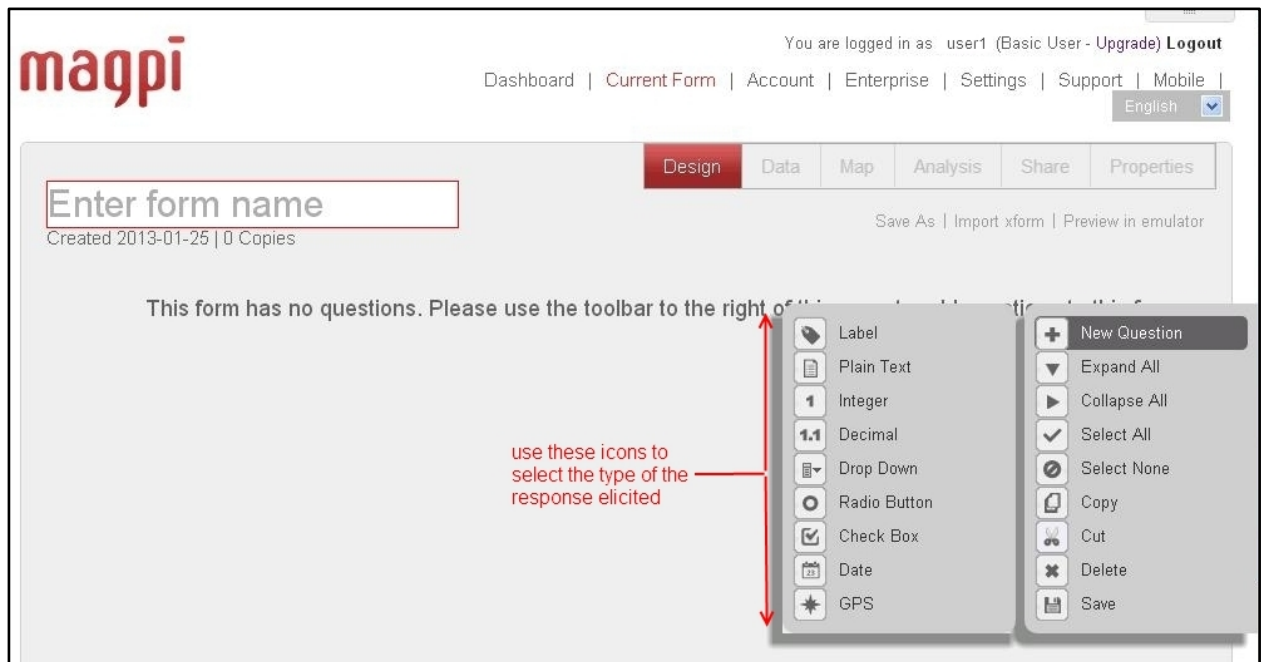 magpi
You are logged in as user1 (Basic User - Upgrade) Logout
Dashboard | Current Form | Account | Enterprise | Settings | Support | Mobile |
English
Design Data Map Analysis Share Properties
Enter form name
Created 2013-01-25 | 0 Copies
Save As | Import xform | Preview in emulator
This form has no questions. Please use the toolbar to the right of
Label
Plain Text
1 Integer
1.1 Decimal
Drop Down
Radio Button
Check Box
23 Date
GPS
New Question
Expand All
Collapse All
Select All
Select None
Copy
Cut
Delete
Save
use these icons to
select the type of the
response elicited